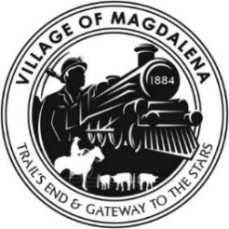 VILLAGE OF MAGDALENA
1884
TRAIL'S END & GATEWAY TO THE STARS